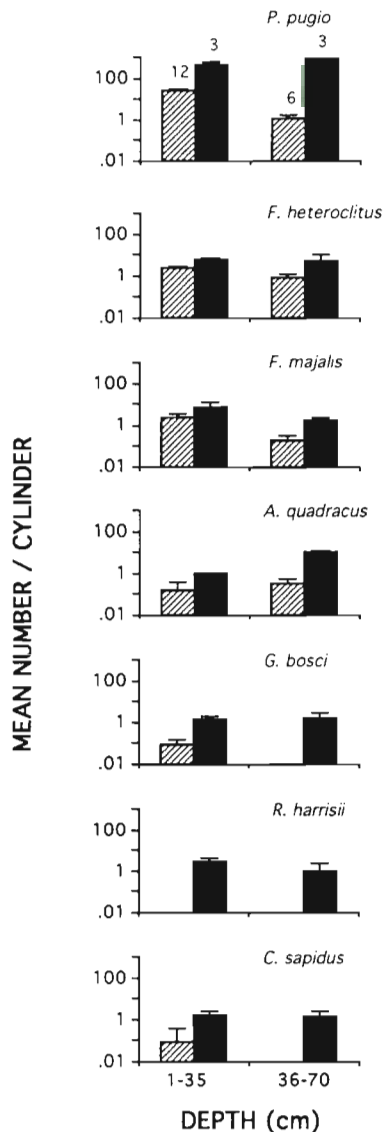 P. pugio
12 3 6 3
100
1
.01
F. heteroclitus
100
1
.01
F. majalis
100
1
.01
A. quadracus
100
1
.01
G. bosci
100
1
.01
R. harrisii
100
1
.01
C. sapidus
100
1
.01
1-35 36-70
DEPTH (cm)
MEAN NUMBER / CYLINDER